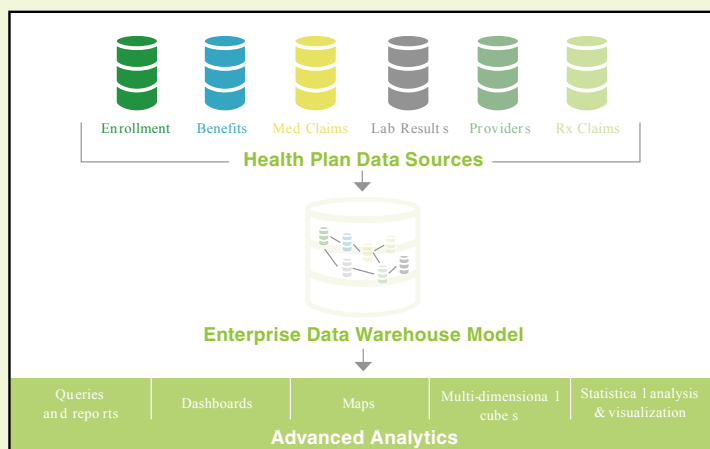 Enrollment Benefits Med Claims Lab Results Providers Rx Claims
Health Plan Data Sources
Enterprise Data Warehouse Model
Queries
and reports
Dashboards
Maps
Multi-dimensional
cubes
Statistical analysis
& visualization
Advanced Analytics